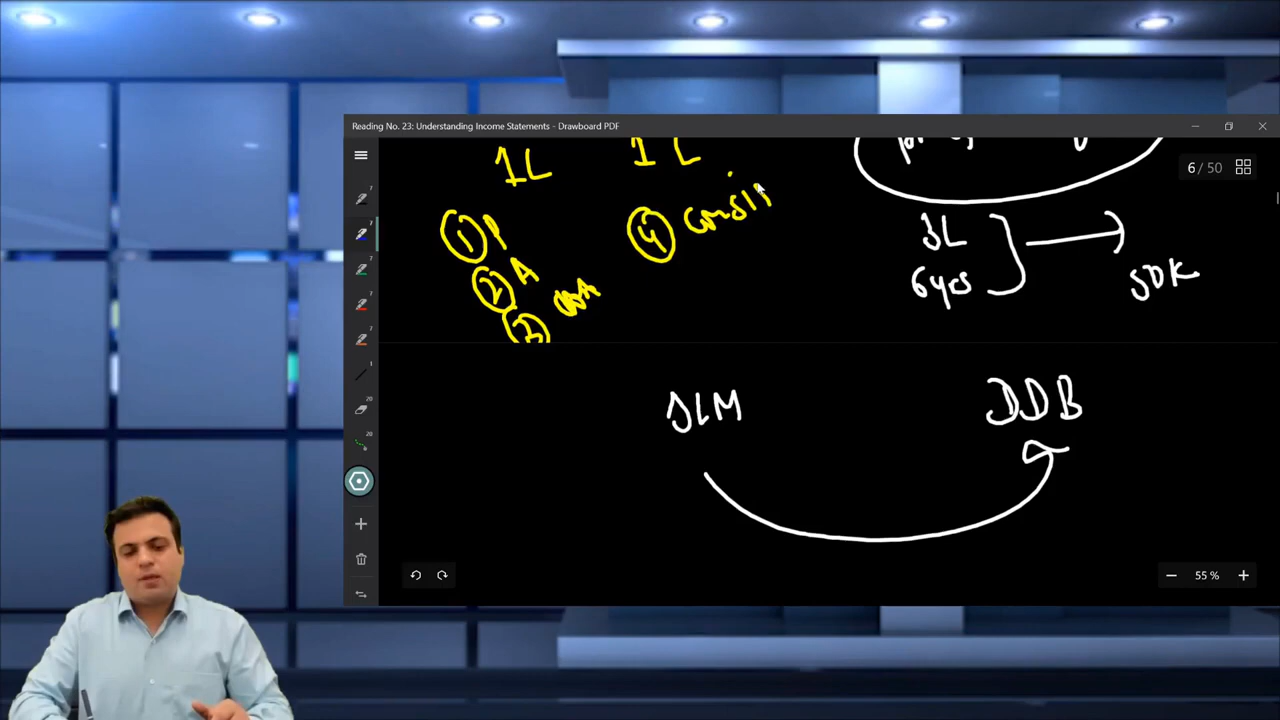 Reading No. 23: Understanding Income Statements - Drawboard PDF
6 / 50
1L 1L
① P
② A
③
④ consi
3L
6yrs
50K
SLM DDB
55 %